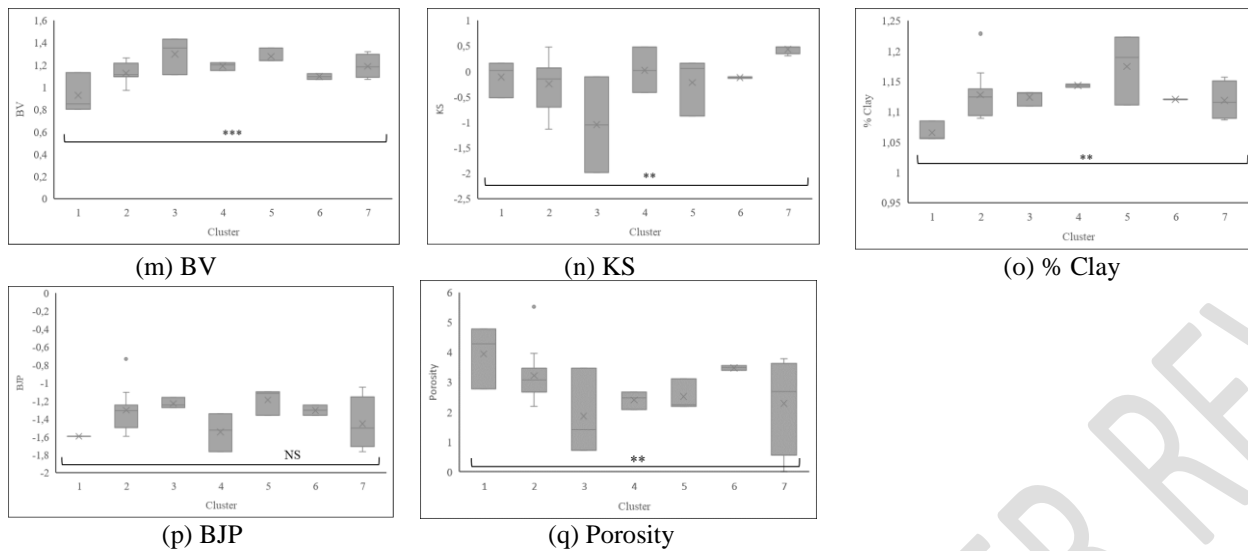 1,6
1,4
1,2
1
0,8
0,6
0,4
0,2
0
BV
***
1 2 3 4 5 6 7
Cluster
(m) BV
1
0,5
0
-0,5
-1
-1,5
-2
-2,5
KS
**
1 2 3 4 5 6 7
Cluster
(n) KS
1,25
1,2
1,15
1,1
1,05
1
0,95
% Clay
**
1 2 3 4 5 6 7
Cluster
(o) % Clay
0
-0,2
-0,4
-0,6
-0,8
-1
-1,2
-1,4
-1,6
-1,8
-2
BJP
NS
1 2 3 4 5 6 7
Cluster
(p) BJP
6
5
4
3
2
1
0
Porosity
**
1 2 3 4 5 6 7
Cluster
(q) Porosity
ER RE